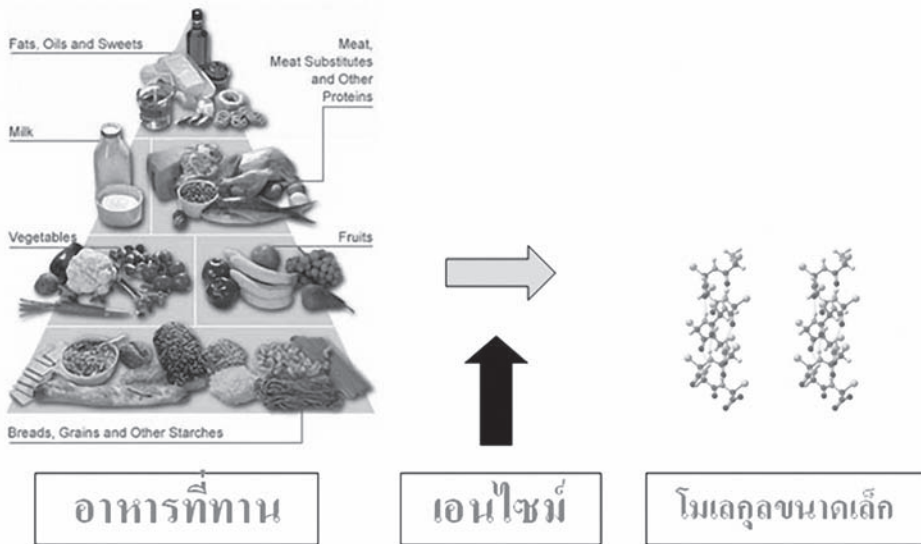 Fats, Oils and Sweets
Meat,
Meat Substitutes
and Other
Proteins
Milk
Vegetables
Fruits
Breads, Grains and Other Starches
อาหารที่ทาน
เอนไซม์
โมเลกุลขนาดเล็ก